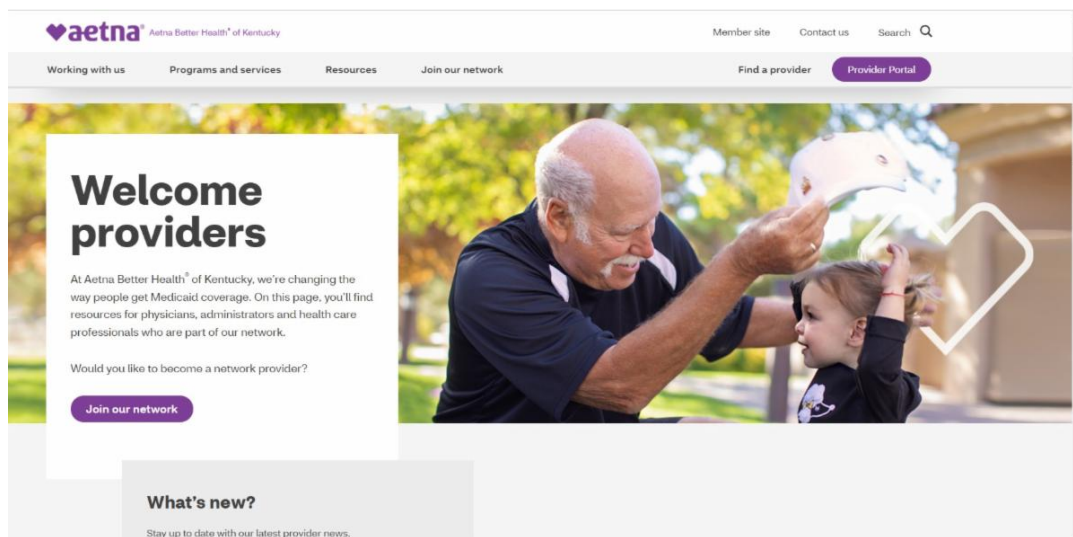 aetna® Aetna Better Health® of Kentucky
Member site Contact us Search
Working with us Programs and services Resources Join our network Find a provider Provider Portal
Welcome
providers
At Aetna Better Health® of Kentucky, we're changing the
way people get Medicaid coverage. On this page, you'll find
resources for physicians, administrators and health care
professionals who are part of our network.
Would you like to become a network provider?
Join our network
What's new?
Stay up to date with our latest provider news.